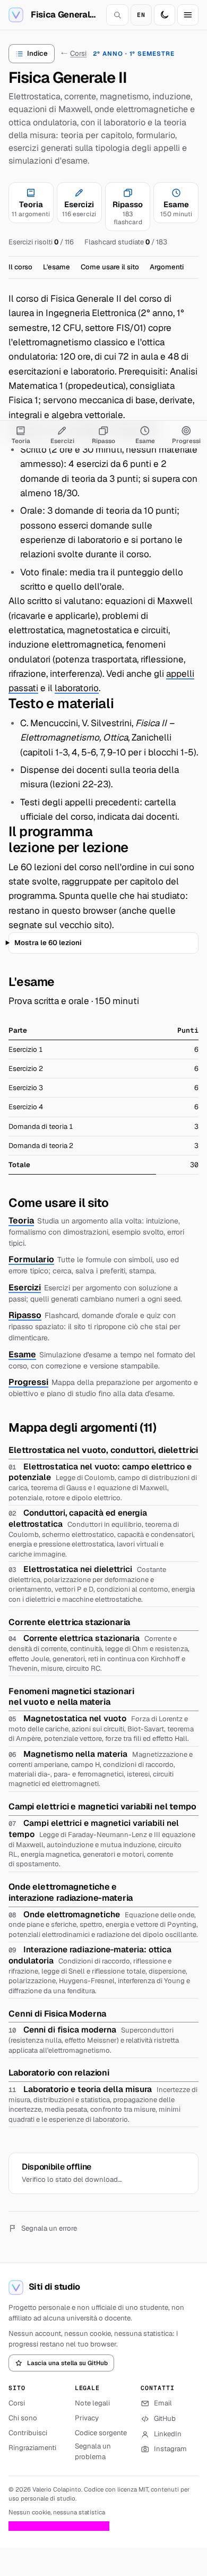 Fisica General...
EN
Indice
← Corsi
2° ANNO · 1° SEMESTRE
Fisica Generale II
Elettrostatica, corrente, magnetismo, induzione,
equazioni di Maxwell, onde elettromagnetiche e
ottica ondulatoria, con il laboratorio e la teoria
della misura: teoria per capitolo, formulario,
esercizi generati, ripasso degli appelli e
simulazioni d'esame.
Teoria
11 argomenti
Esercizi
116 esercizi
Ripasso
183
flashcard
Esame
150 minuti
Esercizi risolti 0 / 116
Flashcard studiate 0 / 183
Il corso
L'esame
Come usare il sito
Argomenti
Il corso di Fisica Generale II del corso di
laurea in Ingegneria Elettronica (2° anno, 1°
semestre, 12 CFU, settore FIS/01) copre
l'elettromagnetismo classico e l'ottica
ondulatoria: 120 ore, di cui 72 in aula e 48 di
esercitazioni e laboratorio. Prerequisiti: Analisi
Matematica 1 (propedeutica), consigliata
Fisica 1; servono meccanica di base, derivate,
integrali e algebra vettoriale.
Teoria
Esercizi
Ripasso
Esame
Progressi
• Scritto (2 ore e 30 minuti, nessun materiale
ammesso): 4 esercizi da 6 punti e 2
domande di teoria da 3 punti; si supera con
almeno 18/30.
• Orale: 3 domande di teoria da 10 punti;
possono esserci domande sulle
esperienze di laboratorio e si portano le
relazioni svolte durante il corso.
• Voto finale: media tra il punteggio dello
scritto e quello dell'orale.
Allo scritto si valutano: equazioni di Maxwell
(ricavarle e applicarle), problemi di
elettrostatica, magnetostatica e circuiti,
induzione elettromagnetica, fenomeni
ondulatori (potenza trasportata, riflessione,
rifrazione, interferenza). Vedi anche gli appelli
passati e il laboratorio.
Testo e materiali
• C. Mencuccini, V. Silvestrini, Fisica II –
Elettromagnetismo, Ottica, Zanichelli
(capitoli 1-3, 4, 5-6, 7, 9-10 per i blocchi 1-5).
• Dispense dei docenti sulla teoria della
misura (lezioni 22-23).
• Testi degli appelli precedenti: cartella
ufficiale del corso, indicata dai docenti.
Il programma
lezione per lezione
Le 60 lezioni del corso nell'ordine in cui sono
state svolte, raggruppate per capitolo del
programma. Spunta quelle che hai studiato:
restano in questo browser (anche quelle
segnate sul vecchio sito).
Mostra le 60 lezioni
L'esame
Prova scritta e orale · 150 minuti
Parte Punti
Esercizio 1 6
Esercizio 2 6
Esercizio 3 6
Esercizio 4 6
Domanda di teoria 1 3
Domanda di teoria 2 3
Totale 30
Come usare il sito
Teoria Studia un argomento alla volta: intuizione,
formalismo con dimostrazioni, esempio svolto, errori
tipici.
Formulario Tutte le formule con simboli, uso ed
errore tipico; cerca, salva i preferiti, stampa.
Esercizi Esercizi per argomento con soluzione a
passi; quelli generati cambiano numeri a ogni seed.
Ripasso Flashcard, domande d'orale e quiz con
ripasso spaziato: il sito ti ripropone ciò che stai per
dimenticare.
Esame Simulazione d'esame a tempo nel formato del
corso, con correzione e versione stampabile.
Progressi Mappa della preparazione per argomento e
obiettivo e piano di studio fino alla data d'esame.
Mappa degli argomenti (11)
Elettrostatica nel vuoto, conduttori, dielettrici
01 Elettrostatica nel vuoto: campo elettrico e
potenziale Legge di Coulomb, campo di distribuzioni di
carica, teorema di Gauss e I equazione di Maxwell,
potenziale, energia e dipolo elettrico.
02 Conduttori, capacità ed energia
elettrostatica Conduttori in equilibrio, teorema di
Coulomb, schermo elettrostatico, capacità e condensatori,
energia e pressione elettrostatica, lavori virtuali e
cariche immagine.
03 Elettrostatica nei dielettrici Costante
dielettrica, polarizzazione per deformazione e
orientamento, vettori P e D, condizioni al contorno, energia
con i dielettrici e macchine elettrostatiche.
Corrente elettrica stazionaria
04 Corrente elettrica stazionaria Corrente e
densità di corrente, continuità, legge di Ohm e resistenza,
effetto Joule, generatori, reti in continua con Kirchhoff e
Thevenin, misure, circuito RC.
Fenomeni magnetici stazionari
nel vuoto e nella materia
05 Magnetostatica nel vuoto Forza di Lorentz e
moto delle cariche, azioni sui circuiti, Biot-Savart, teorema
di Ampère, potenziale vettore, forze tra fili ed effetto Hall.
06 Magnetismo nella materia Magnetizzazione e
correnti amperiane, campo H, condizioni di raccordo,
materiali dia-, para- e ferromagnetici, isteresi, circuiti
magnetici ed elettromagneti.
Campi elettrici e magnetici variabili nel tempo
07 Campi elettrici e magnetici variabili nel
tempo Legge di Faraday-Neumann-Lenz e III equazione
di Maxwell, autoinduzione e mutua induzione, circuito
RL, energia magnetica, generatori e motori, corrente
di spostamento.
Onde elettromagnetiche e
interazione radiazione-materia
08 Onde elettromagnetiche Equazione delle onde,
onde piane e sferiche, spettro, energia e vettore di Poynting,
potenziali elettrodinamici e radiazione del dipolo oscillante.
09 Interazione radiazione-materia: ottica
ondulatoria Condizioni di raccordo, riflessione e
rifrazione, legge di Snell e riflessione totale, dispersione,
polarizzazione, Huygens-Fresnel, interferenza di Young e
diffrazione da una fenditura.
Cenni di Fisica Moderna
10 Cenni di fisica moderna Superconduttori
(resistenza nulla, effetto Meissner) e relatività ristretta
applicata all'elettromagnetismo.
Laboratorio con relazioni
11 Laboratorio e teoria della misura Incertezze di
misura, distribuzioni e statistica, propagazione delle
incertezze, media pesata, confronto tra misure, minimi
quadrati e le esperienze di laboratorio.
Disponibile offline
Verifico lo stato del download...
Segnala un errore
Siti di studio
Progetto personale e non ufficiale di uno studente, non
affiliato ad alcuna università o docente.
Nessun account, nessun cookie, nessuna statistica: i
progressi restano nel tuo browser.
Lascia una stella su GitHub
SITO
Corsi
Chi sono
Contribuisci
Ringraziamenti
LEGALE
Note legali
Privacy
Codice sorgente
Segnala un
problema
CONTATTI
Email
GitHub
LinkedIn
Instagram
© 2026 Valerio Colapinto. Codice con licenza MIT, contenuti per
uso personale di studio.
Nessun cookie, nessuna statistica